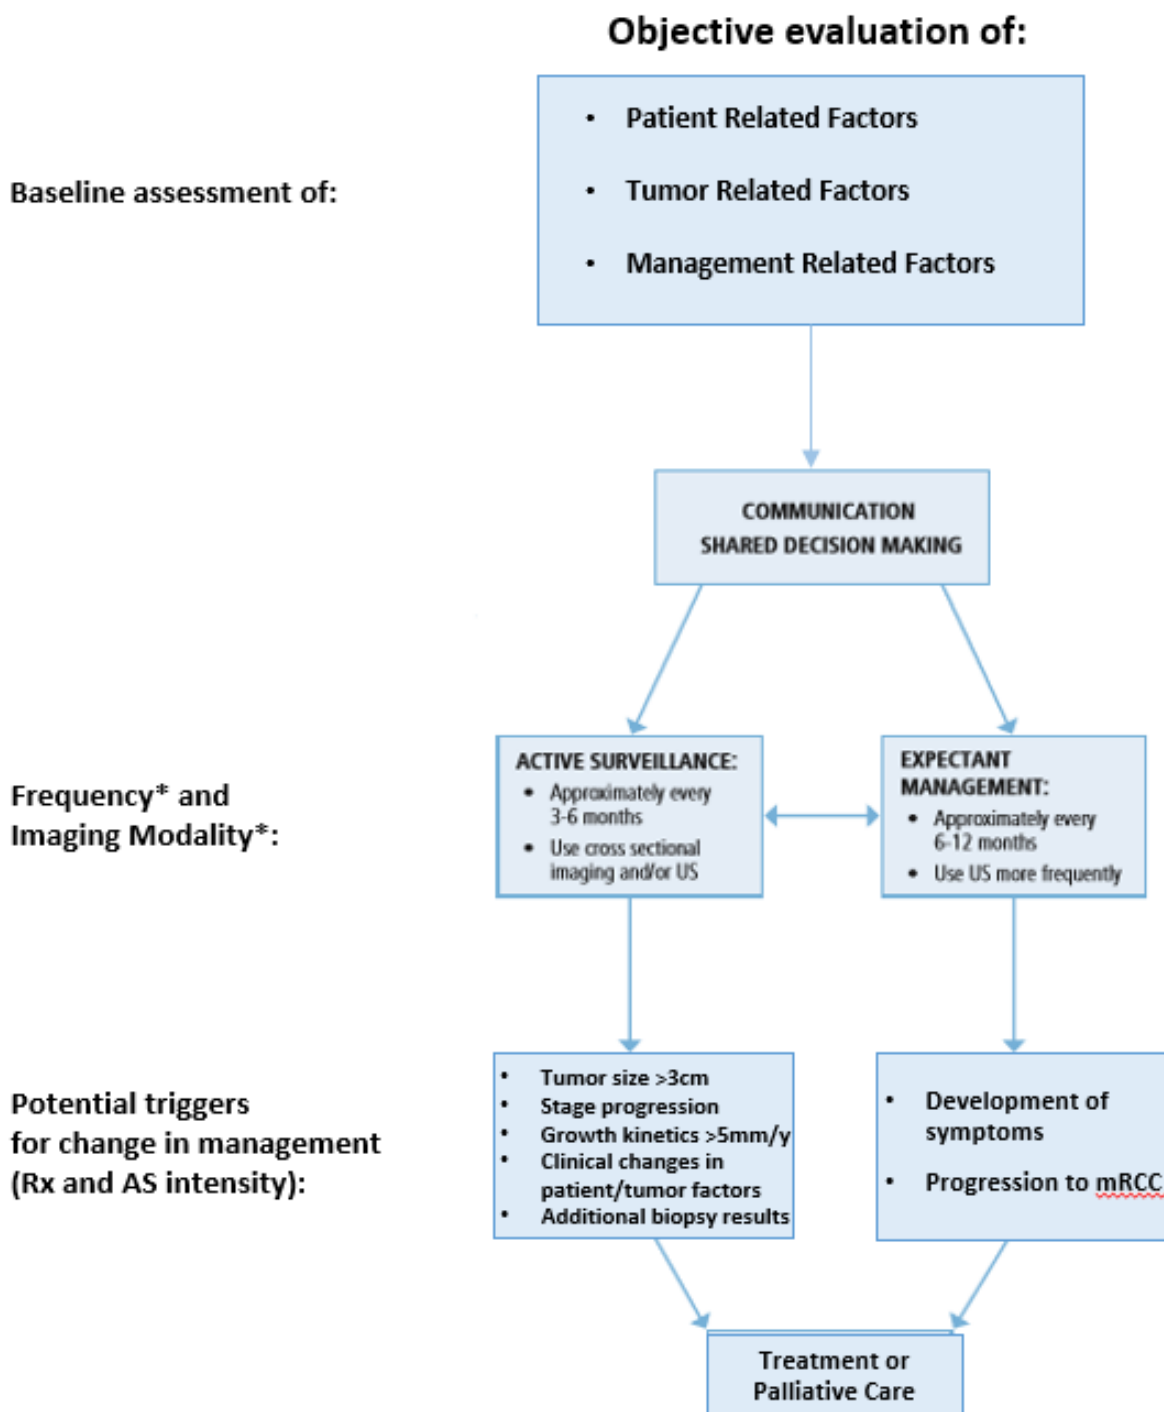 Objective evaluation of:
Baseline assessment of:
• Patient Related Factors
• Tumor Related Factors
• Management Related Factors
COMMUNICATION
SHARED DECISION MAKING
Frequency* and
Imaging Modality*:
ACTIVE SURVEILLANCE:
• Approximately every
3-6 months
• Use cross sectional
imaging and/or US
EXPECTANT
MANAGEMENT:
• Approximately every
6-12 months
• Use US more frequently
Potential triggers
for change in management
(Rx and AS intensity):
• Tumor size >3cm
• Stage progression
• Growth kinetics >5mm/y
• Clinical changes in
patient/tumor factors
• Additional biopsy results
• Development of
symptoms
• Progression to mRCC
Treatment or
Palliative Care